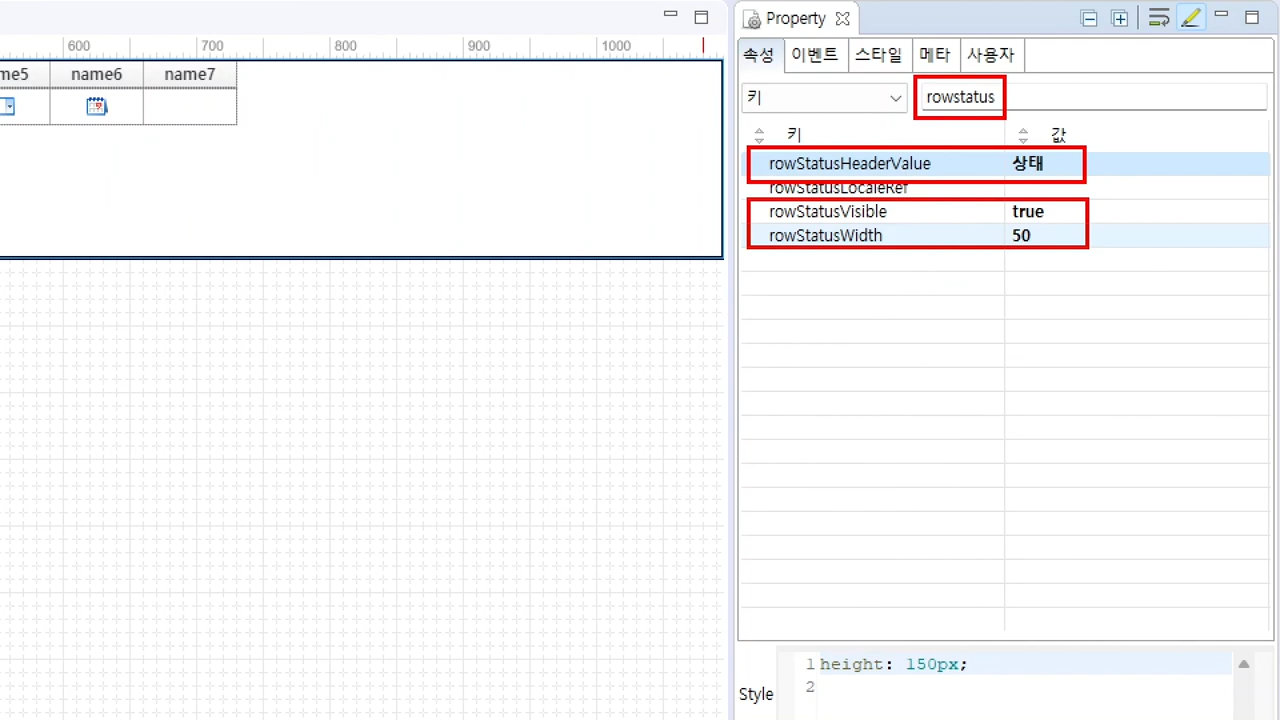 Property
600 700 800 900 1000
속성 이벤트 스타일 메타 사용자
me5 name6 name7
키 rowstatus
키 값
rowStatusHeaderValue 상태
rowStatusLocaleRef
rowStatusVisible true
rowStatusWidth 50
1 height: 150px;
2
Style